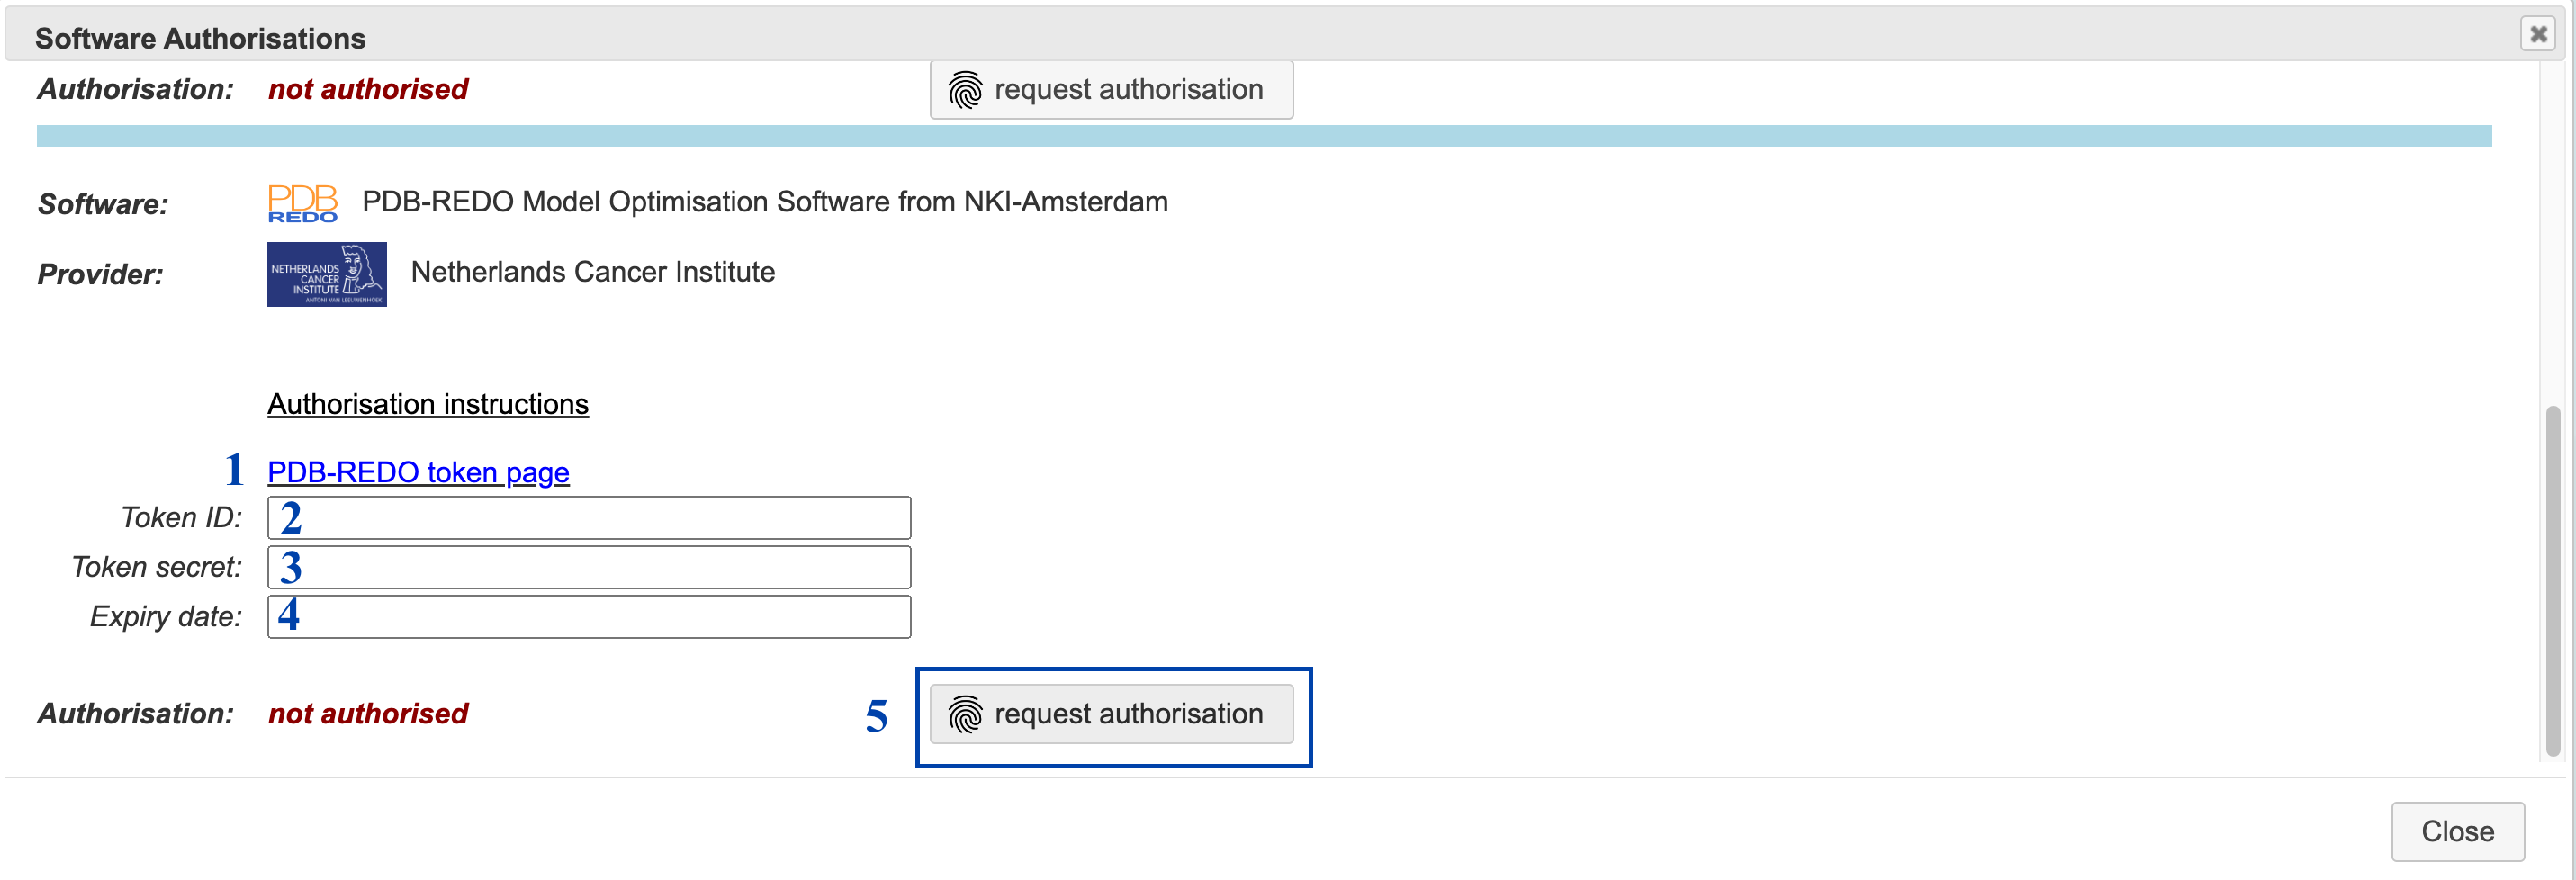 Software Authorisations
Authorisation: not authorised request authorisation
Software: PDB REDO PDB-REDO Model Optimisation Software from NKI-Amsterdam
Provider: NETHERLANDS CANCER INSTITUTE ANTONI VAN LEEUWENHOEK Netherlands Cancer Institute
Authorisation instructions
1 PDB-REDO token page
Token ID: 2
Token secret: 3
Expiry date: 4
Authorisation: not authorised 5 request authorisation
Close